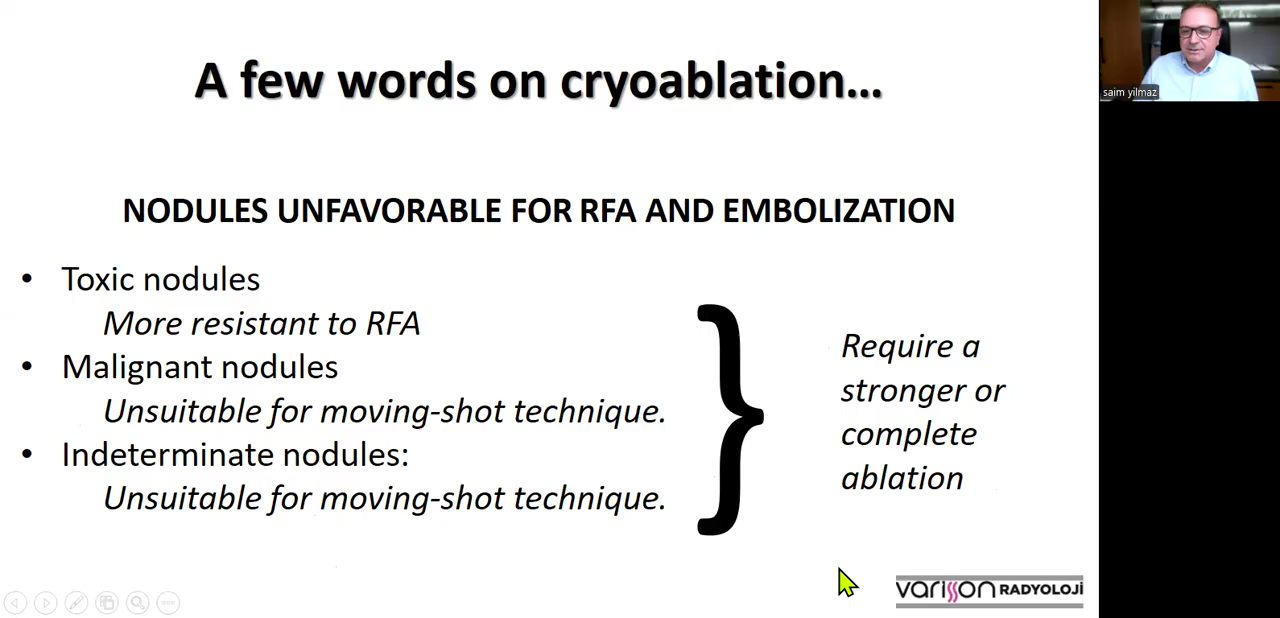 A few words on cryoablation...
saim yilmaz
NODULES UNFAVORABLE FOR RFA AND EMBOLIZATION
• Toxic nodules
More resistant to RFA
• Malignant nodules
Unsuitable for moving-shot technique.
• Indeterminate nodules:
Unsuitable for moving-shot technique.
Require a
stronger or
complete
ablation
varisson RADYOLOJİ